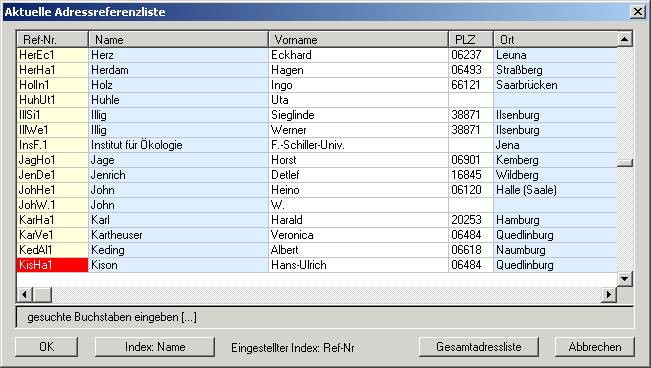 Aktuelle Adressreferenzliste
Ref-Nr. Name Vorname PLZ Ort
HerEc1 Herz Eckhard 06237 Leuna
HerHa1 Herdam Hagen 06493 Straßberg
HolIn1 Holz Ingo 66121 Saarbrücken
HuhUt1 Huhle Uta
IllSi1 Illig Sieglinde 38871 Ilsenburg
IllWe1 Illig Werner 38871 Ilsenburg
InsF.1 Institut für Ökologie F.-Schiller-Univ. Jena
JagHo1 Jage Horst 06901 Kemberg
JenDe1 Jenrich Detlef 16845 Wildberg
JohHe1 John Heino 06120 Halle (Saale)
JohW.1 John W.
KarHa1 Karl Harald 20253 Hamburg
KarVe1 Kartheuser Veronica 06484 Quedlinburg
KedAl1 Keding Albert 06618 Naumburg
KisHa1 Kison Hans-Ulrich 06484 Quedlinburg
gesuchte Buchstaben eingeben [...]
OK Index: Name Eingestellter Index: Ref-Nr Gesamtadressliste Abbrechen